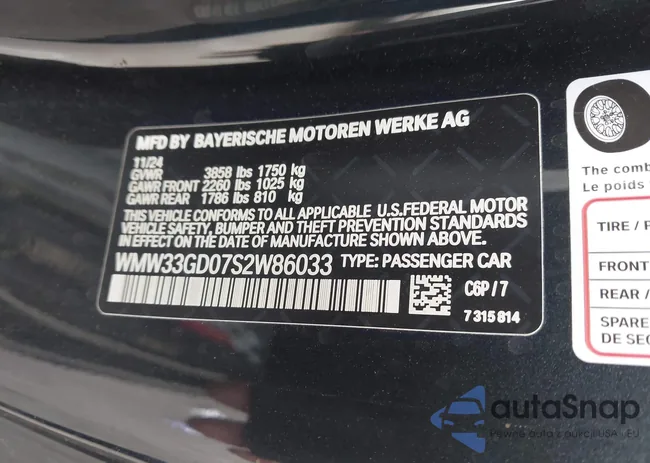 MFD BY BAYERISCHE MOTOREN WERKE AG
11/24
GVWR 3858 lbs 1750 kg
GAWR FRONT 2260 lbs 1025 kg
GAWR REAR 1786 lbs 810 kg
THIS VEHICLE CONFORMS TO ALL APPLICABLE U.S.FEDERAL MOTOR
VEHICLE SAFETY, BUMPER AND THEFT PREVENTION STANDARDS
IN EFFECT ON THE DATE OF MANUFACTURE SHOWN ABOVE.
WMW33GD07S2W86033 TYPE: PASSENGER CAR
C6P / 7
7 315 814
The comb
Le poids
TIRE / P
FRONT
REAR /
SPARE
DE SEC
autoSnap